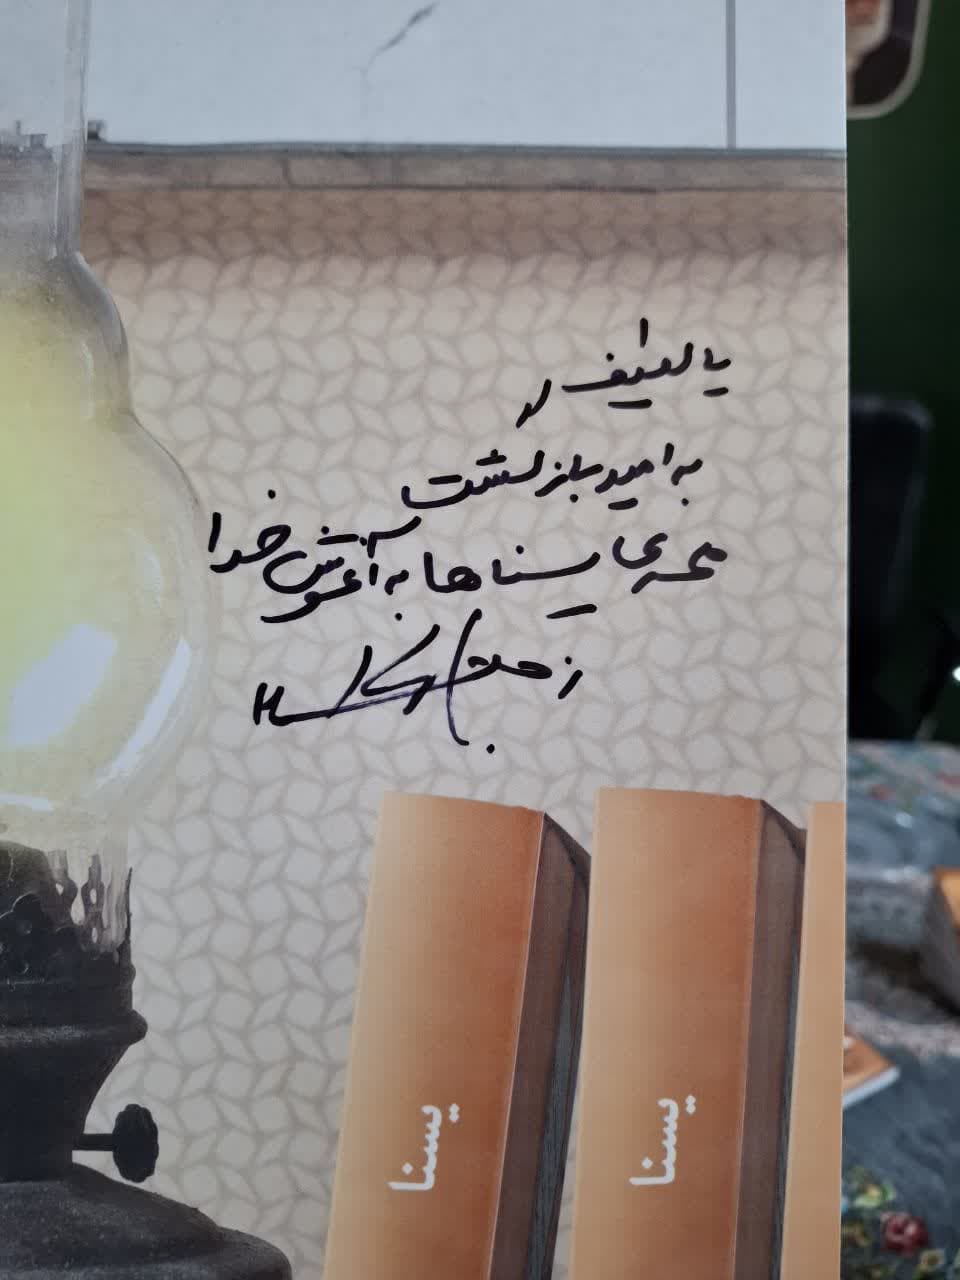 یا لطیف
به امید بازگشت
همه‌ی یسناها به آغوش خدا
یسنا
یسنا